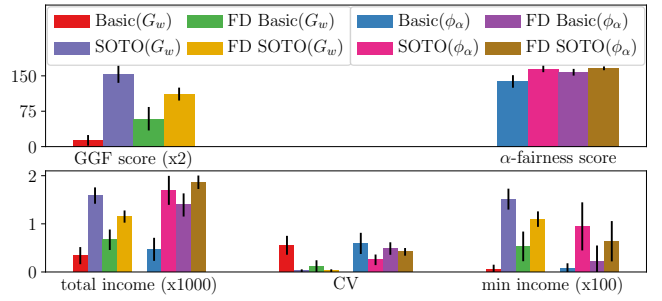 Basic(G_w) FD Basic(G_w) Basic(ϕ_α) FD Basic(ϕ_α)
SOTO(G_w) FD SOTO(G_w) SOTO(ϕ_α) FD SOTO(ϕ_α)
150
75
0
GGF score (x2) α-fairness score
2
1
0
total income (x1000) CV min income (x100)